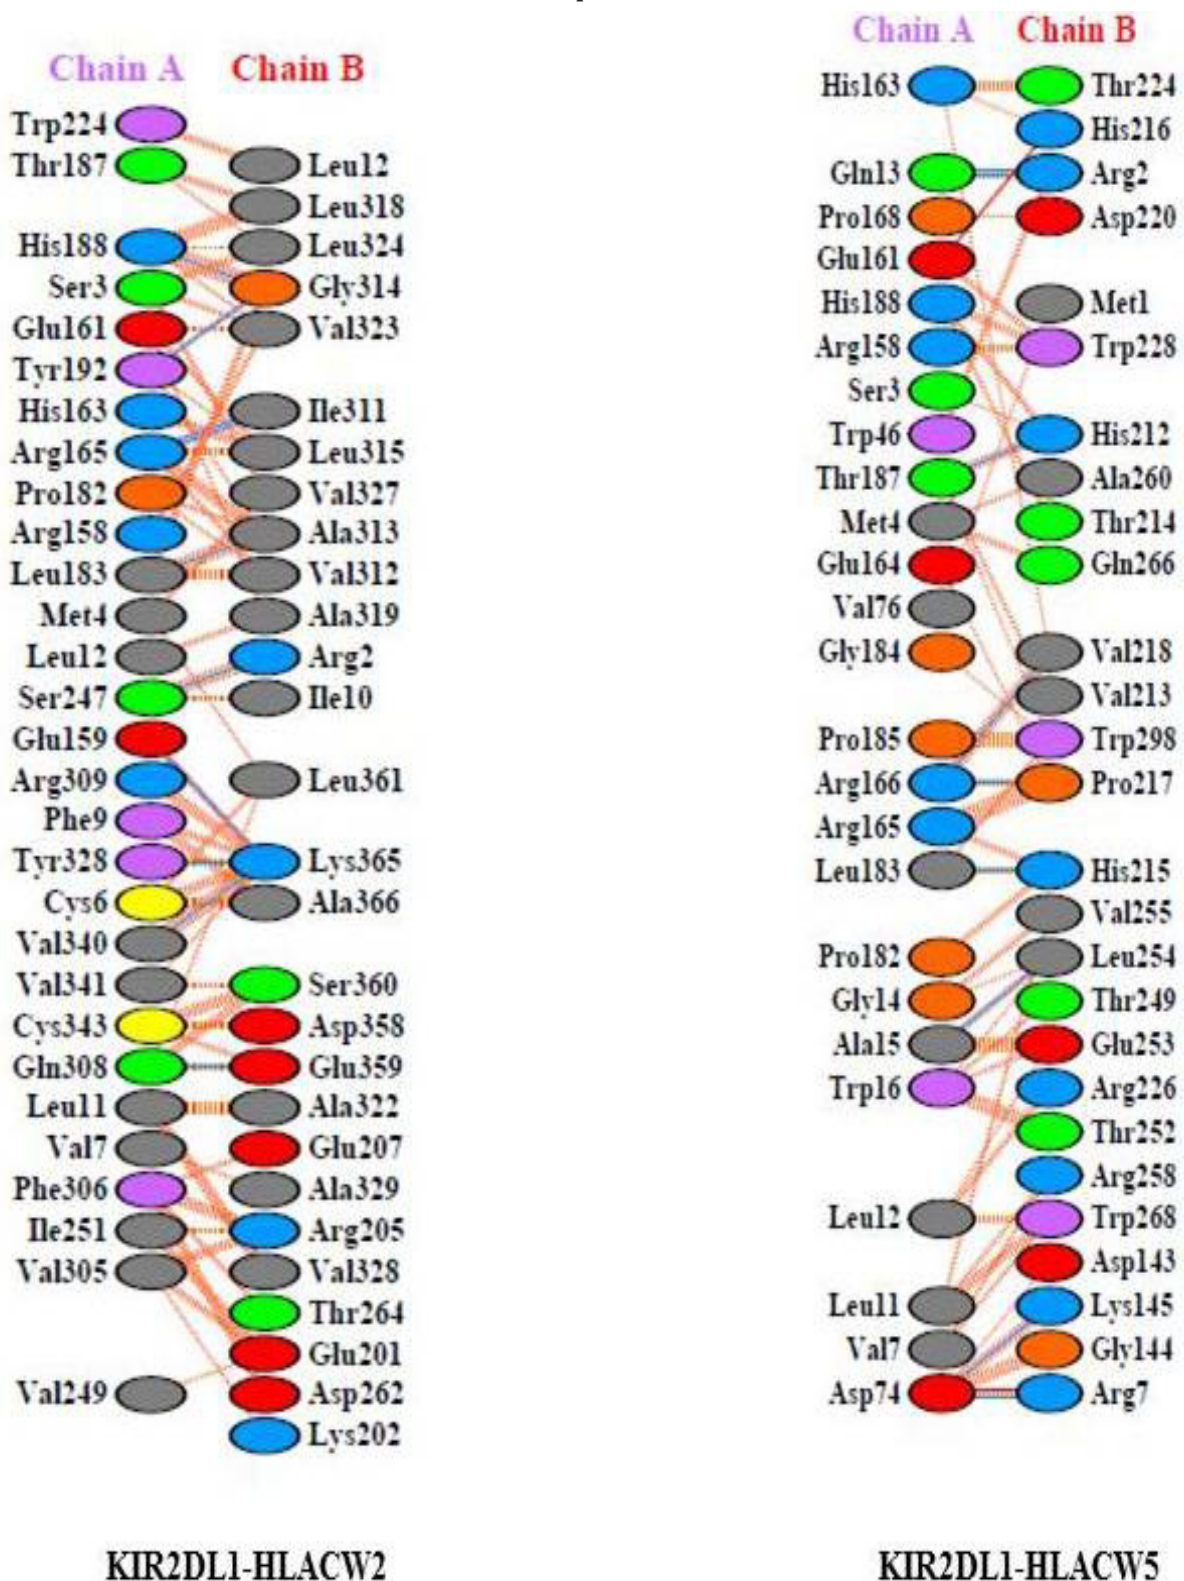 Chain A Chain B
Trp224
Thr187 Leu12
Leu318
His188 Leu324
Ser3 Gly314
Glu161 Val323
Tyr192
His163 Ile311
Arg165 Leu315
Pro182 Val327
Arg158 Ala313
Leu183 Val312
Met4 Ala319
Leu12 Arg2
Ser247 Ile10
Glu159
Arg309 Leu361
Phe9
Tyr328 Lys365
Cys6 Ala366
Val340
Val341 Ser360
Cys343 Asp358
Gln308 Glu359
Leu11 Ala322
Val7 Glu207
Phe306 Ala329
Ile251 Arg205
Val305 Val328
Thr264
Glu201
Val249 Asp262
Lys202
KIR2DL1-HLACW2
Chain A Chain B
His163 Thr224
His216
Gln13 Arg2
Pro168 Asp220
Glu161
His188 Met1
Arg158 Trp228
Ser3
Trp46 His212
Thr187 Ala260
Met4 Thr214
Glu164 Gln266
Val76
Gly184 Val218
Val213
Pro185 Trp298
Arg166 Pro217
Arg165
Leu183 His215
Val255
Pro182 Leu254
Gly14 Thr249
Ala15 Glu253
Trp16 Arg226
Thr252
Arg258
Leu12 Trp268
Asp143
Leu11 Lys145
Val7 Gly144
Asp74 Arg7
KIR2DL1-HLACW5